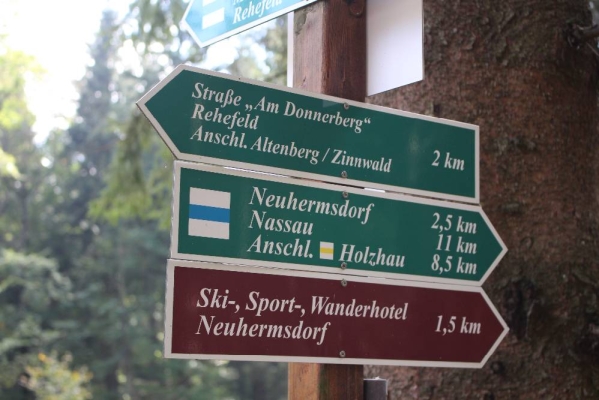 Rehefeld
Straße „Am Donnerberg"
Rehefeld
Anschl. Altenberg / Zinnwald 2 km
Neuhermsdorf 2,5 km
Nassau 11 km
Anschl. Holzhau 8,5 km
Ski-, Sport-, Wanderhotel
Neuhermsdorf 1,5 km